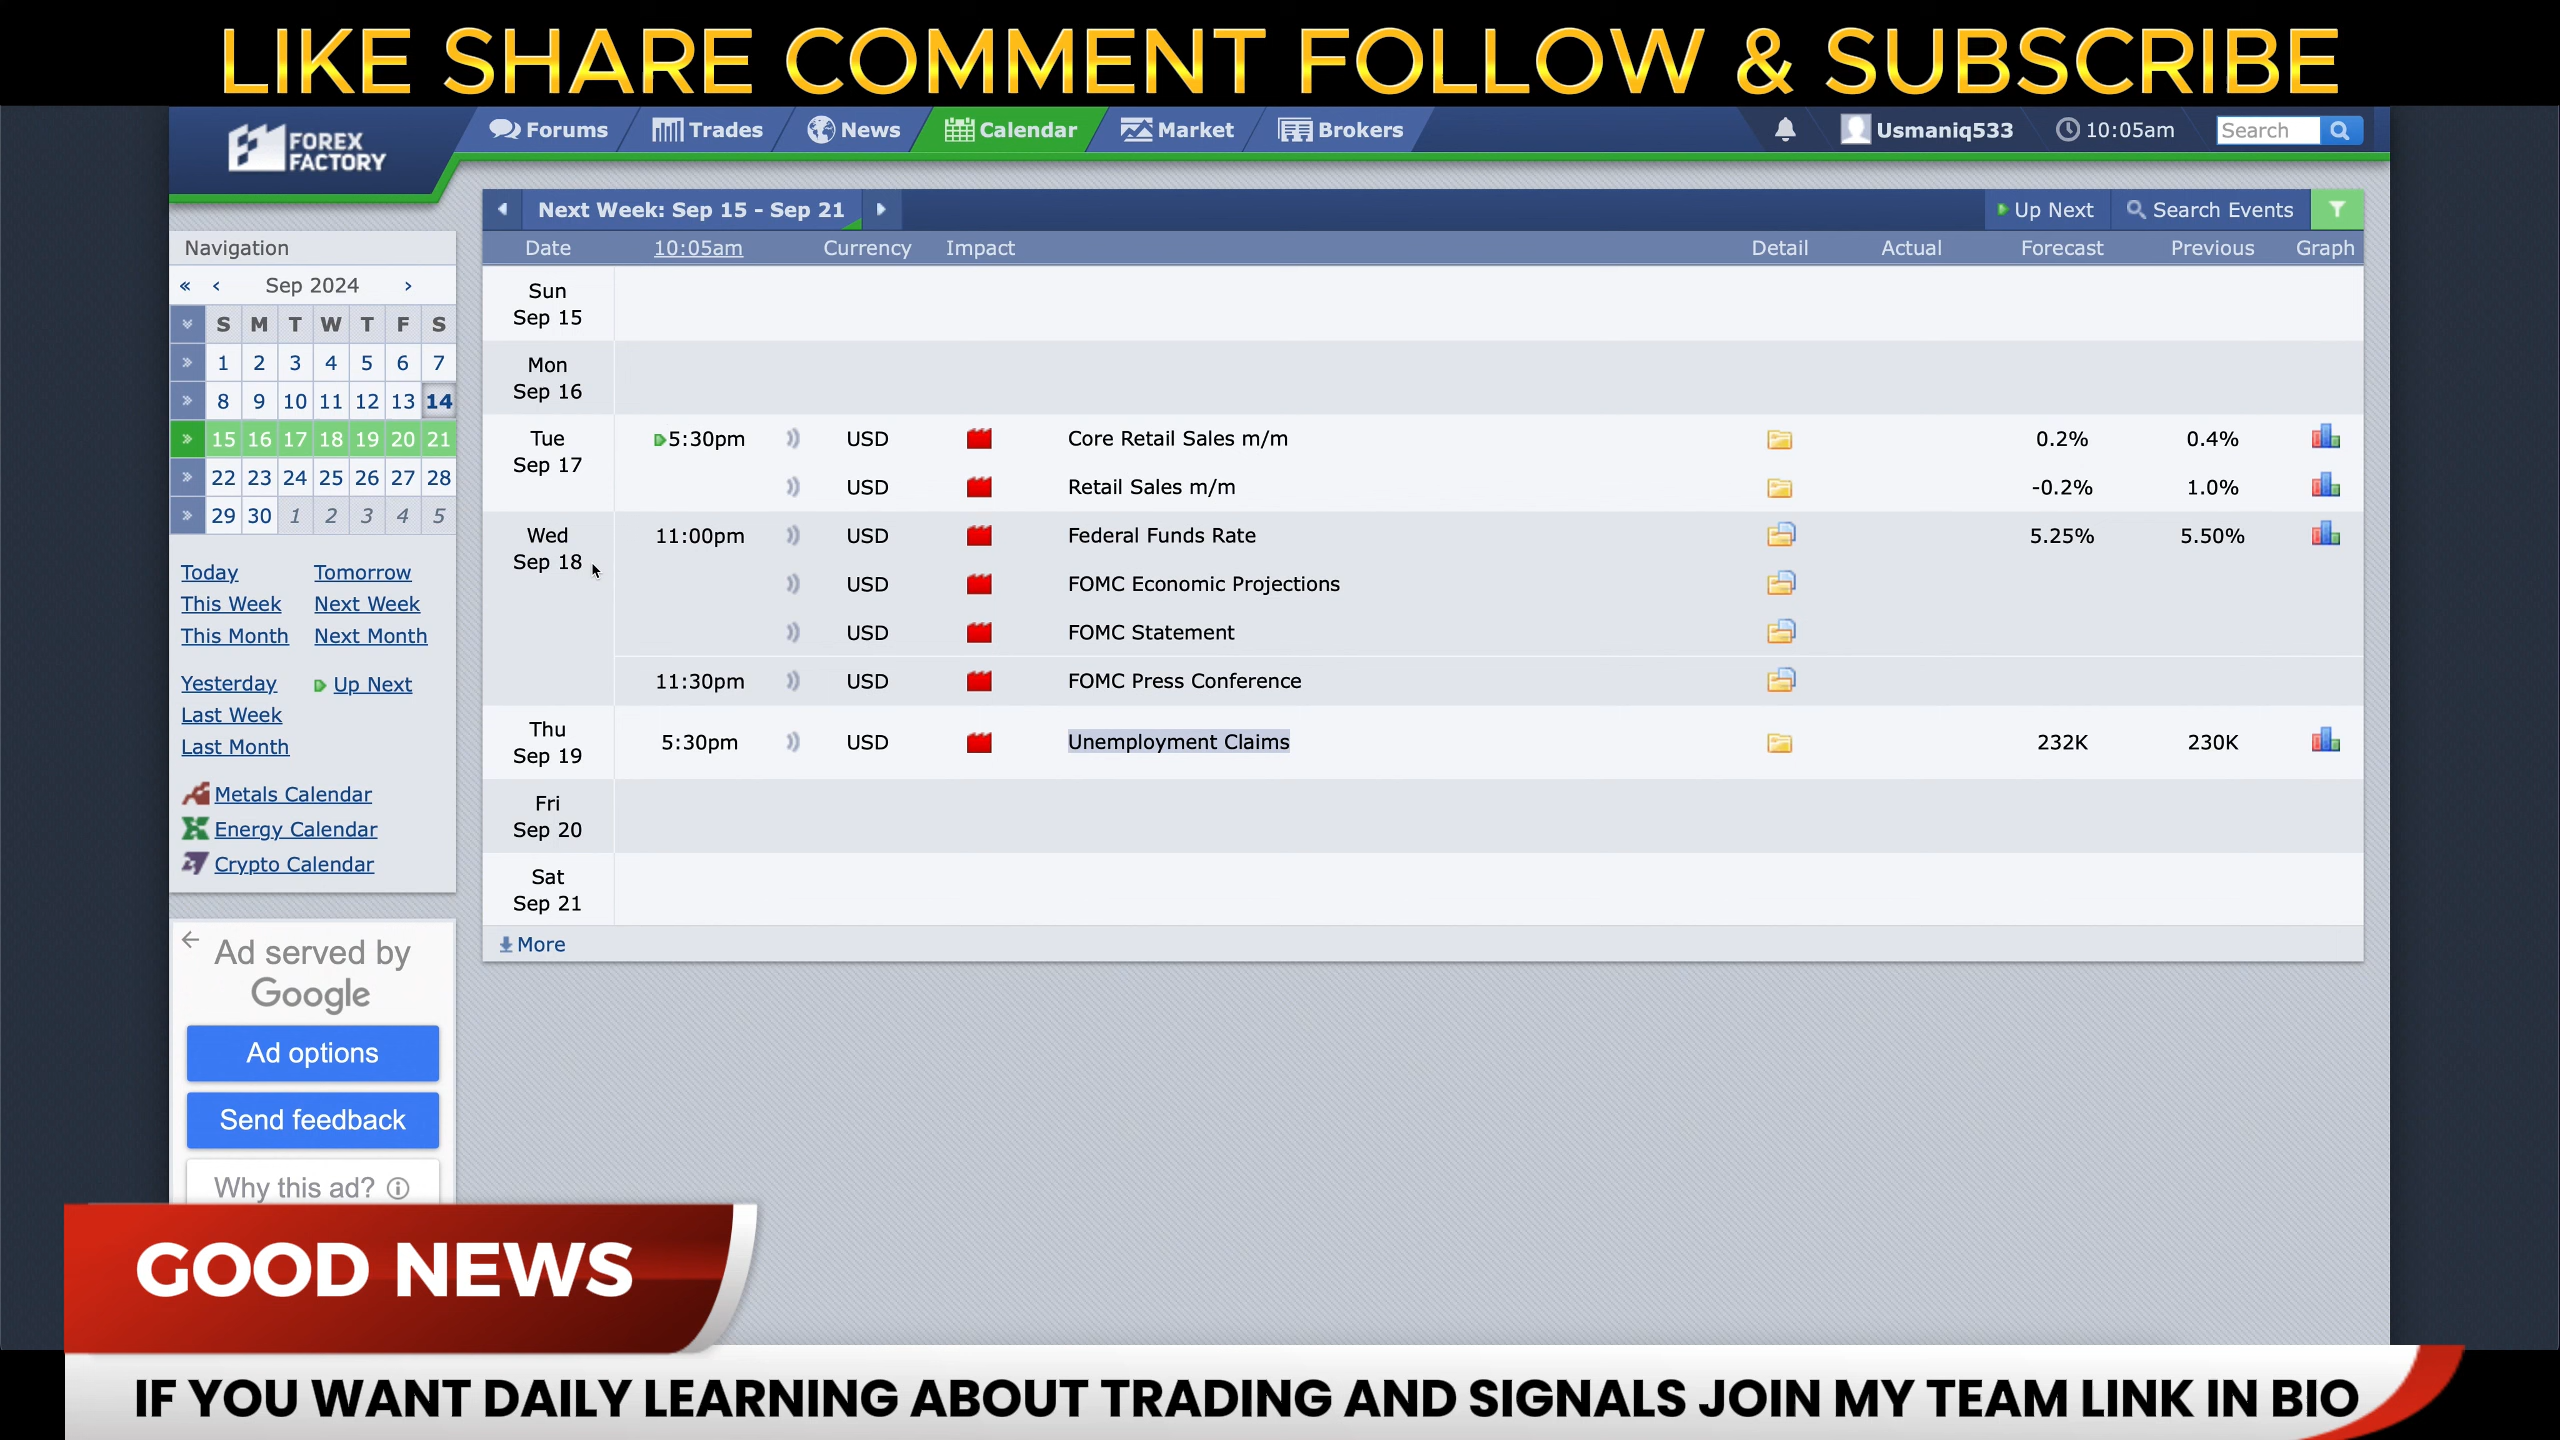 LIKE SHARE COMMENT FOLLOW & SUBSCRIBE
FOREX FACTORY
Forums Trades News Calendar Market Brokers Usmaniq533 10:05am Search
Next Week: Sep 15 - Sep 21 Up Next Search Events
Date 10:05am Currency Impact Detail Actual Forecast Previous Graph
Sun
Sep 15
Mon
Sep 16
Tue
Sep 17
5:30pm USD Core Retail Sales m/m 0.2% 0.4%
USD Retail Sales m/m -0.2% 1.0%
Wed
Sep 18
11:00pm USD Federal Funds Rate 5.25% 5.50%
USD FOMC Economic Projections
USD FOMC Statement
11:30pm USD FOMC Press Conference
Thu
Sep 19
5:30pm USD Unemployment Claims 232K 230K
Fri
Sep 20
Sat
Sep 21
More
Navigation
« ‹ Sep 2024 ›
S M T W T F S
» 1 2 3 4 5 6 7
» 8 9 10 11 12 13 14
» 15 16 17 18 19 20 21
» 22 23 24 25 26 27 28
» 29 30 1 2 3 4 5
Today Tomorrow
This Week Next Week
This Month Next Month
Yesterday Up Next
Last Week
Last Month
Metals Calendar
Energy Calendar
Crypto Calendar
Ad served by
Google
Ad options
Send feedback
Why this ad?
GOOD NEWS
IF YOU WANT DAILY LEARNING ABOUT TRADING AND SIGNALS JOIN MY TEAM LINK IN BIO